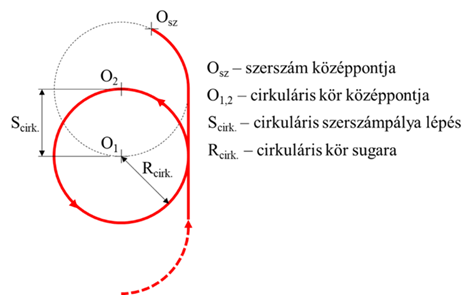 Osz
O2
Scirk.
O1
Rcirk.
Osz – szerszám középpontja
O1,2 – cirkuláris kör középpontja
Scirk. – cirkuláris szerszámpálya lépés
Rcirk. – cirkuláris kör sugara